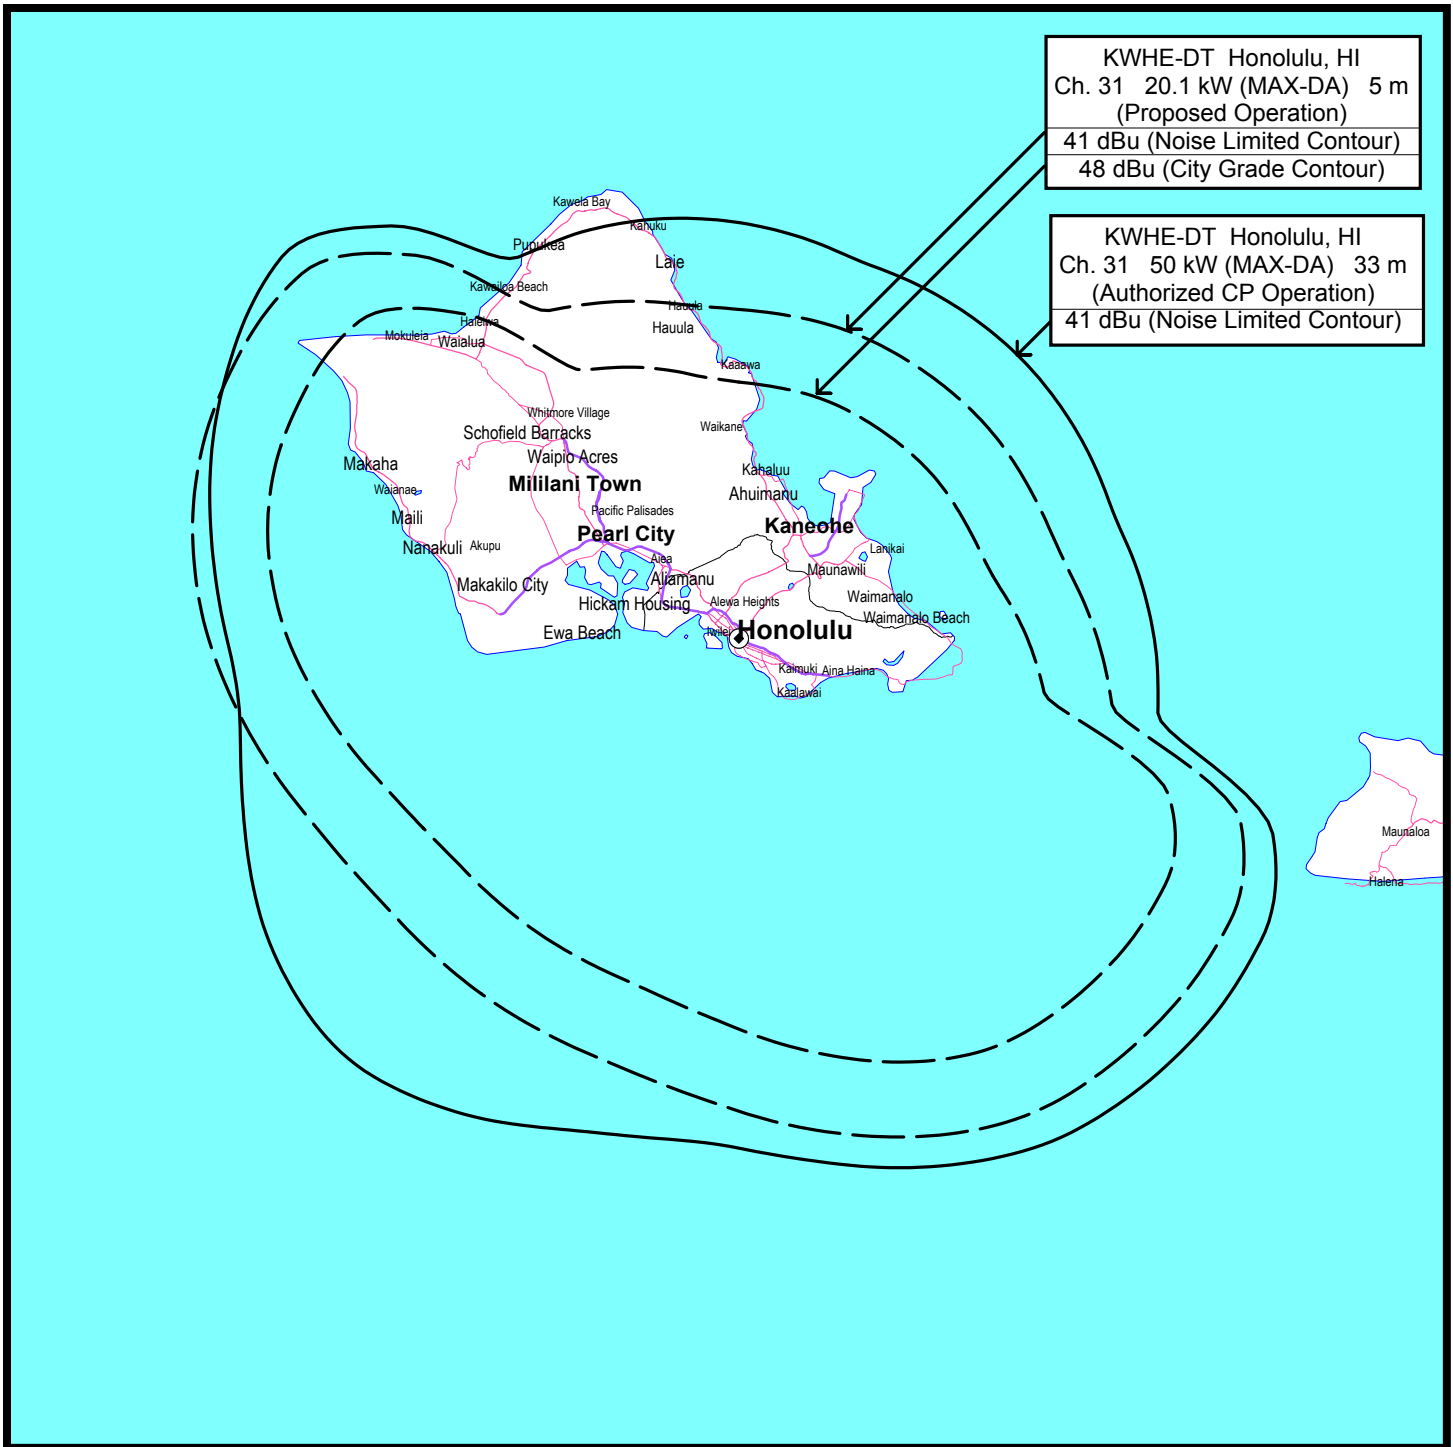 KWHE-DT Honolulu, HI
Ch. 31 20.1 kW (MAX-DA) 5 m
(Proposed Operation)
41 dBu (Noise Limited Contour)
48 dBu (City Grade Contour)
KWHE-DT Honolulu, HI
Ch. 31 50 kW (MAX-DA) 33 m
(Authorized CP Operation)
41 dBu (Noise Limited Contour)
Kawela Bay
Kahuku
Pupukea
Laie
Kawailoa Beach
Hauula
Haleiwa
Hauula
Mokuleia
Waialua
Kaaawa
Whitmore Village
Waikane
Schofield Barracks
Waipio Acres
Makaha
Kahaluu
Mililani Town
Waianae
Ahuimanu
Pacific Palisades
Maili
Kaneohe
Pearl City
Nanakuli
Akupu
Lanikai
Aiea
Maunawili
Makakilo City
Aliamanu
Waimanalo
Hickam Housing
Alewa Heights
Waimanalo Beach
Ewa Beach
Iwilei
Honolulu
Kaimuki
Aina Haina
Kaalawai
Maunaloa
Halena